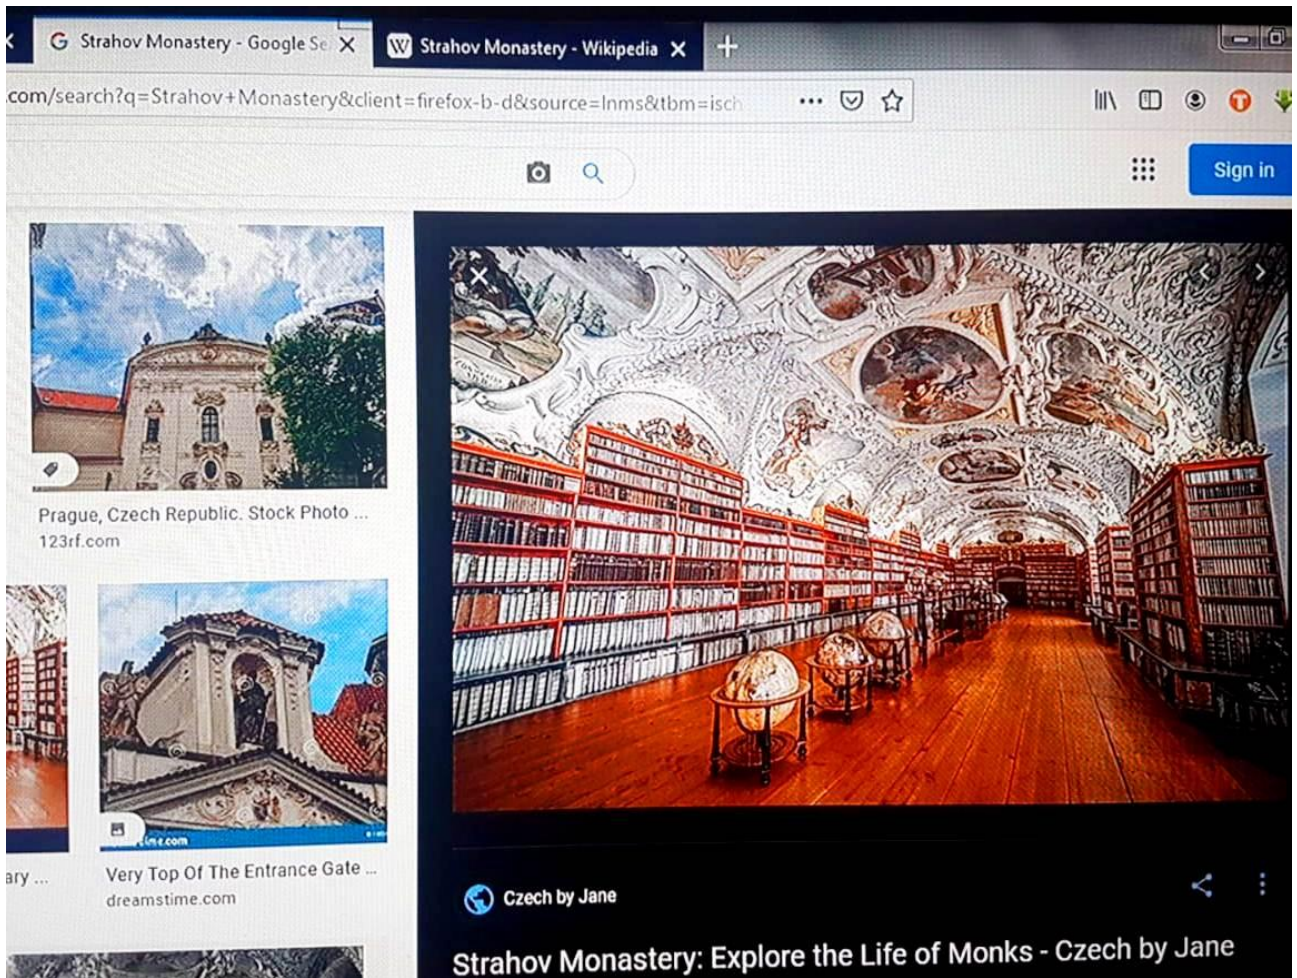 Strahov Monastery - Google Se
Strahov Monastery - Wikipedia
.com/search?q=Strahov+Monastery&client=firefox-b-d&source=lnms&tbm=isch
Sign in
Prague, Czech Republic. Stock Photo ...
123rf.com
ary ...
Very Top Of The Entrance Gate ...
dreamstime.com
Czech by Jane
Strahov Monastery: Explore the Life of Monks - Czech by Jane